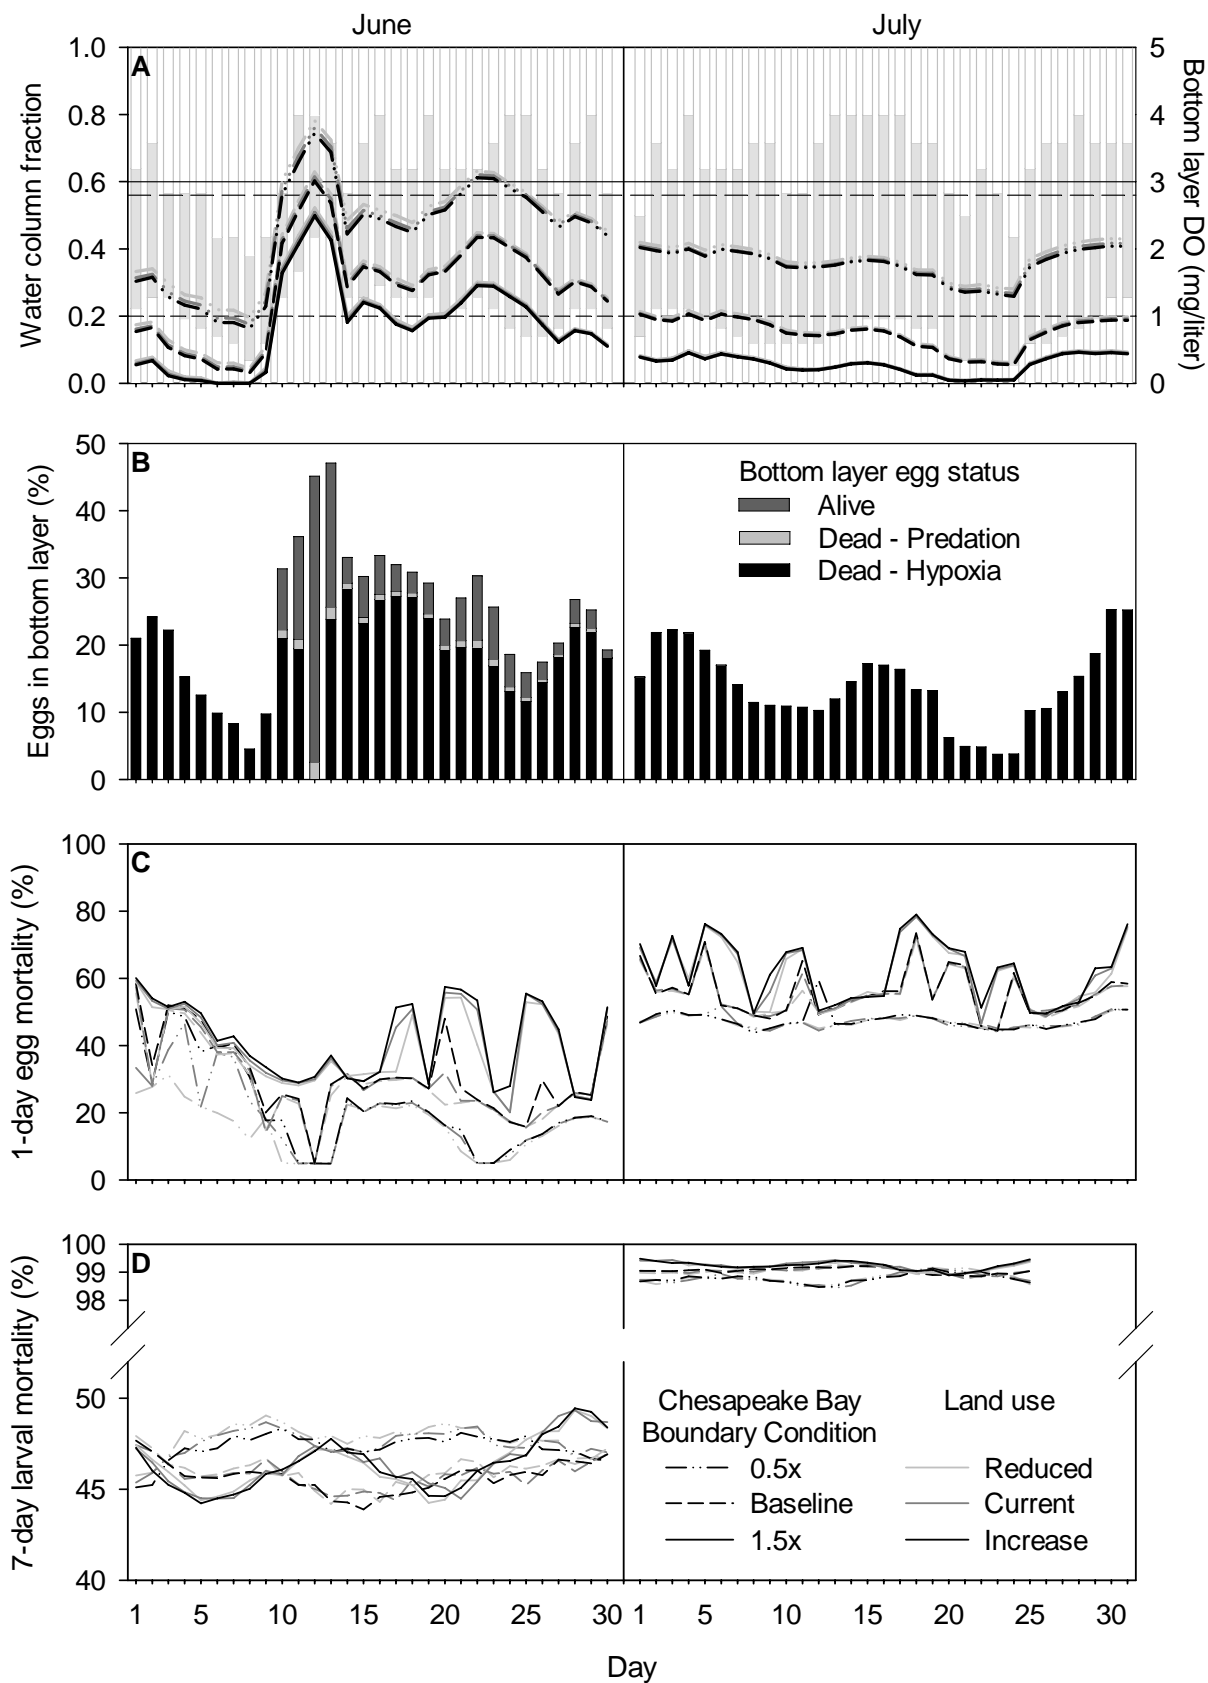 June
July
A
1.0
0.8
0.6
0.4
0.2
0.0
Water column fraction
5
4
3
2
1
0
Bottom layer DO (mg/liter)
B
50
40
30
20
10
0
Eggs in bottom layer (%)
Bottom layer egg status
Alive
Dead - Predation
Dead - Hypoxia
C
100
80
60
40
20
0
1-day egg mortality (%)
D
100
99
98
50
45
40
7-day larval mortality (%)
Chesapeake Bay
Boundary Condition
0.5x
Baseline
1.5x
Land use
Reduced
Current
Increase
1 5 10 15 20 25 30 1 5 10 15 20 25 30
Day